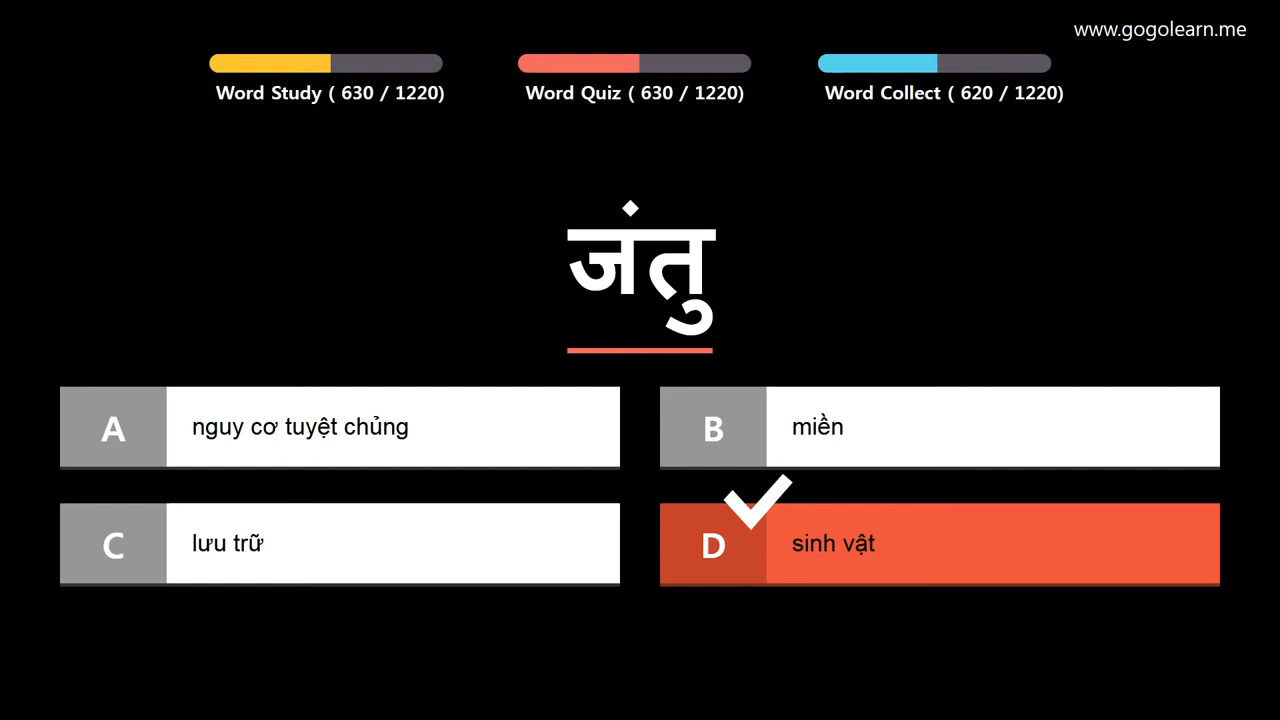 www.gogolearn.me
Word Study ( 630 / 1220)
Word Quiz ( 630 / 1220)
Word Collect ( 620 / 1220)
जंतु
A nguy cơ tuyệt chủng
B miền
C lưu trữ
D sinh vật